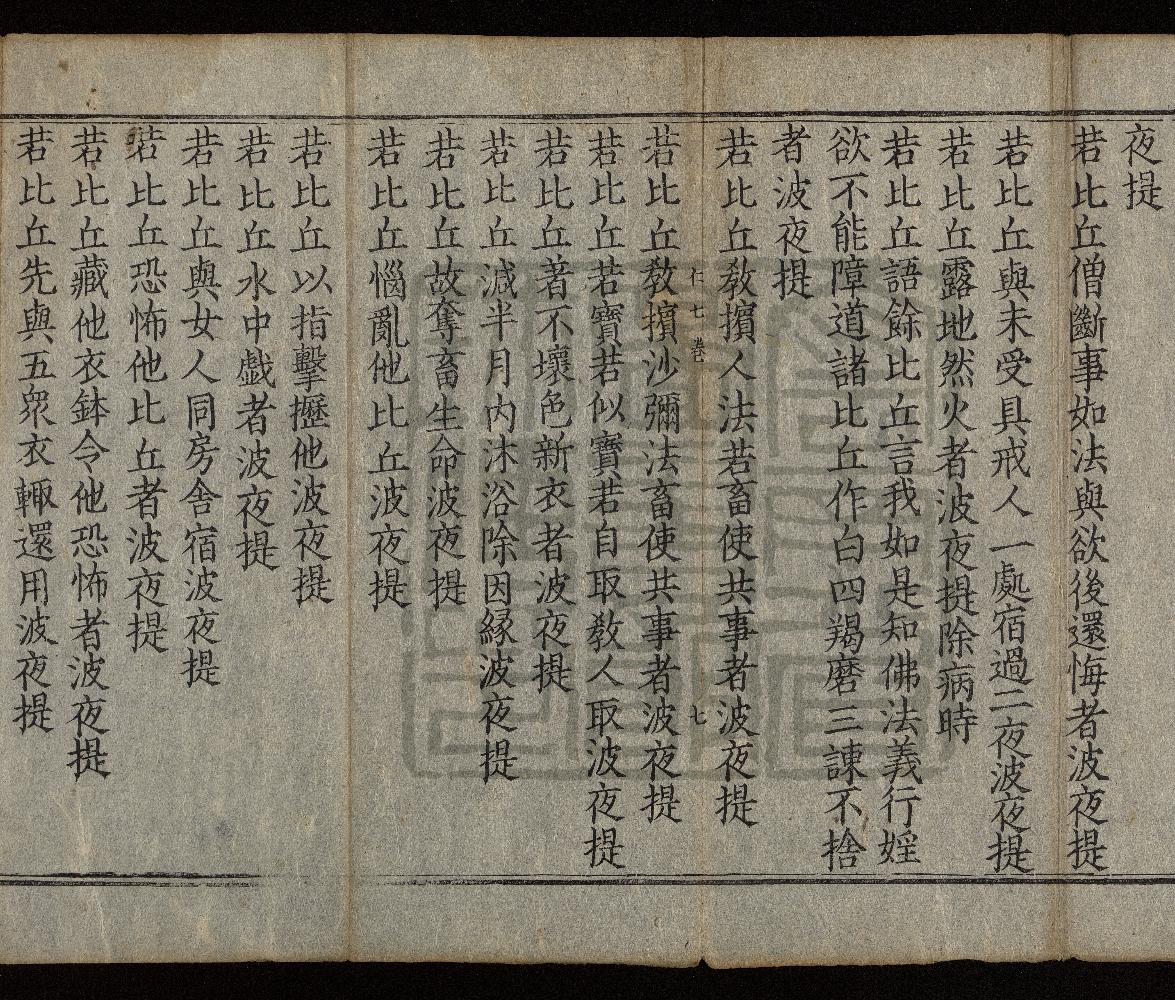 夜提
若比丘僧斷事如法與欲後還悔者波夜提
若比丘與未受具戒人一處宿過二夜波夜提
若比丘露地然火者波夜提除病時
若比丘語餘比丘言我如是知佛法義行婬
欲不能障道諸比丘作白四羯磨三諫不捨
者波夜提
若比丘教擯人法若畜使共事者波夜提
仁七 卷 七
若比丘教擯沙彌法畜使共事者波夜提
若比丘若寶若似寶若自取教人取波夜提
若比丘著不壞色新衣者波夜提
若比丘減半月內沐浴除因緣波夜提
若比丘故奪畜生命波夜提
若比丘惱亂他比丘波夜提
若比丘以指擊攊他波夜提
若比丘水中戲者波夜提
若比丘與女人同房舍宿波夜提
若比丘恐怖他比丘者波夜提
若比丘藏他衣鉢令他恐怖者波夜提
若比丘先與五眾衣輙還用波夜提